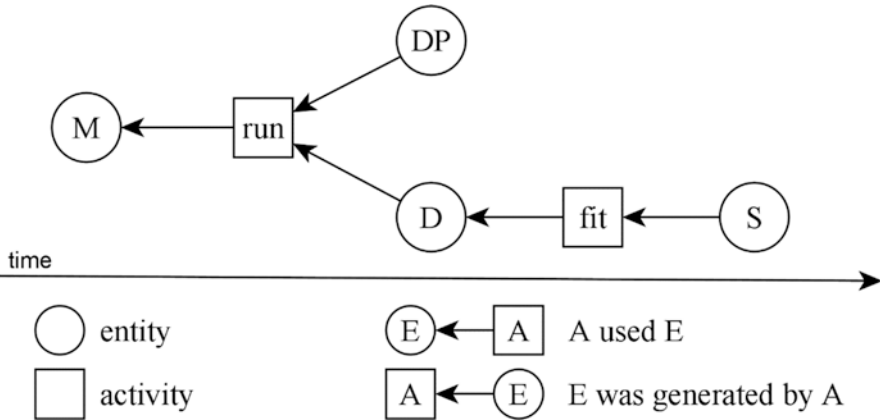 DP
M
run
D
fit
S
time
entity
E
A
A used E
activity
A
E
E was generated by A